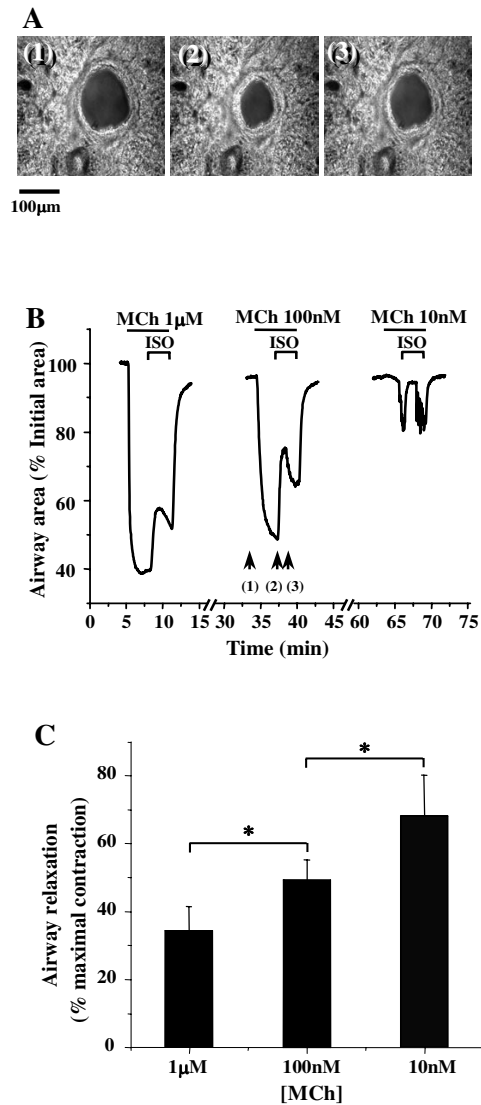 A
(1) (2) (3)
100μm
B
MCh 1μM MCh 100nM MCh 10nM
ISO ISO ISO
Airway area (% Initial area)
100
80
60
40
(1) (2) (3)
0 5 10 15 30 35 40 45 60 65 70 75
Time (min)
C
Airway relaxation
(% maximal contraction)
80
60
40
20
0
* *
1μM 100nM 10nM
[MCh]